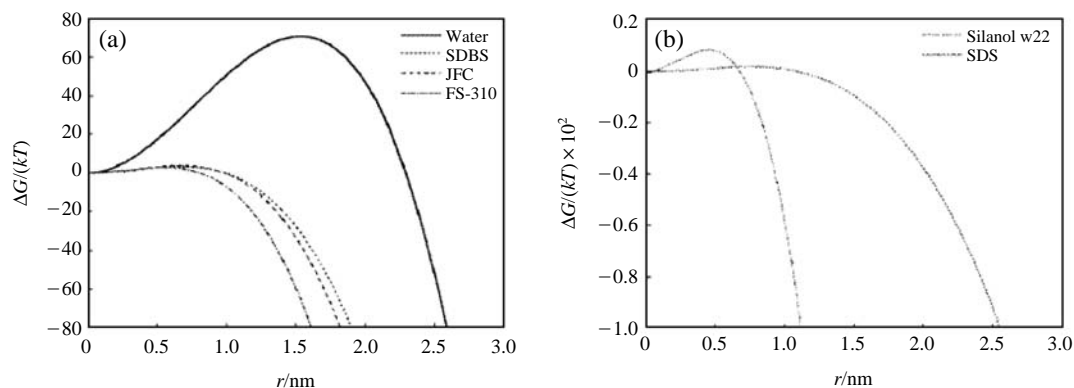 (a)
Water
SDBS
JFC
FS-310
80
60
40
20
0
−20
−40
−60
−80
ΔG/(kT)
0 0.5 1.0 1.5 2.0 2.5 3.0
r/nm
(b)
Silanol w22
SDS
0.2
0
−0.2
−0.4
−0.6
−0.8
−1.0
ΔG/(kT) × 10²
0 0.5 1.0 1.5 2.0 2.5 3.0
r/nm